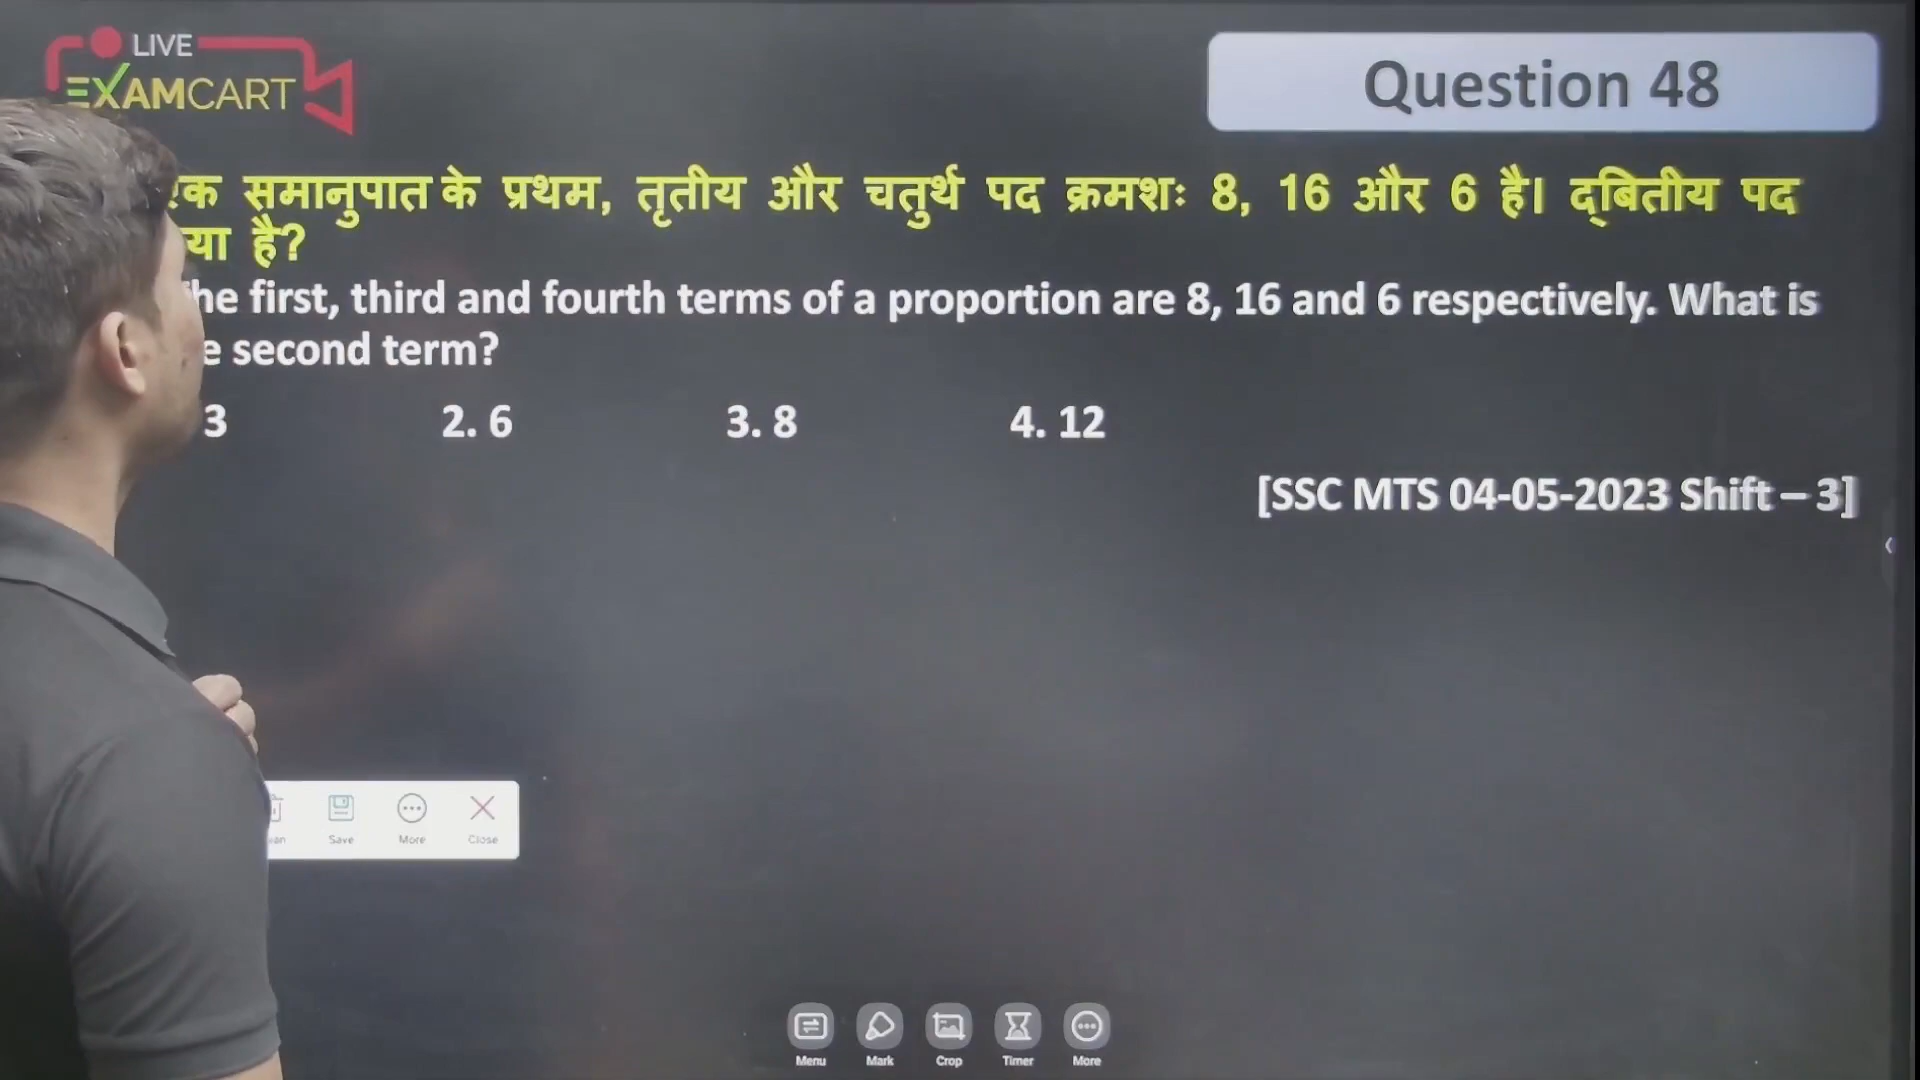 LIVE
EXAMCART
Question 48
समानुपात के प्रथम, तृतीय और चतुर्थ पद क्रमशः 8, 16 और 6 है। द्बितीय पद
है?
first, third and fourth terms of a proportion are 8, 16 and 6 respectively. What is
second term?
3 2. 6 3. 8 4. 12
[SSC MTS 04-05-2023 Shift – 3]
Save More Close
Menu Mark Crop Timer More